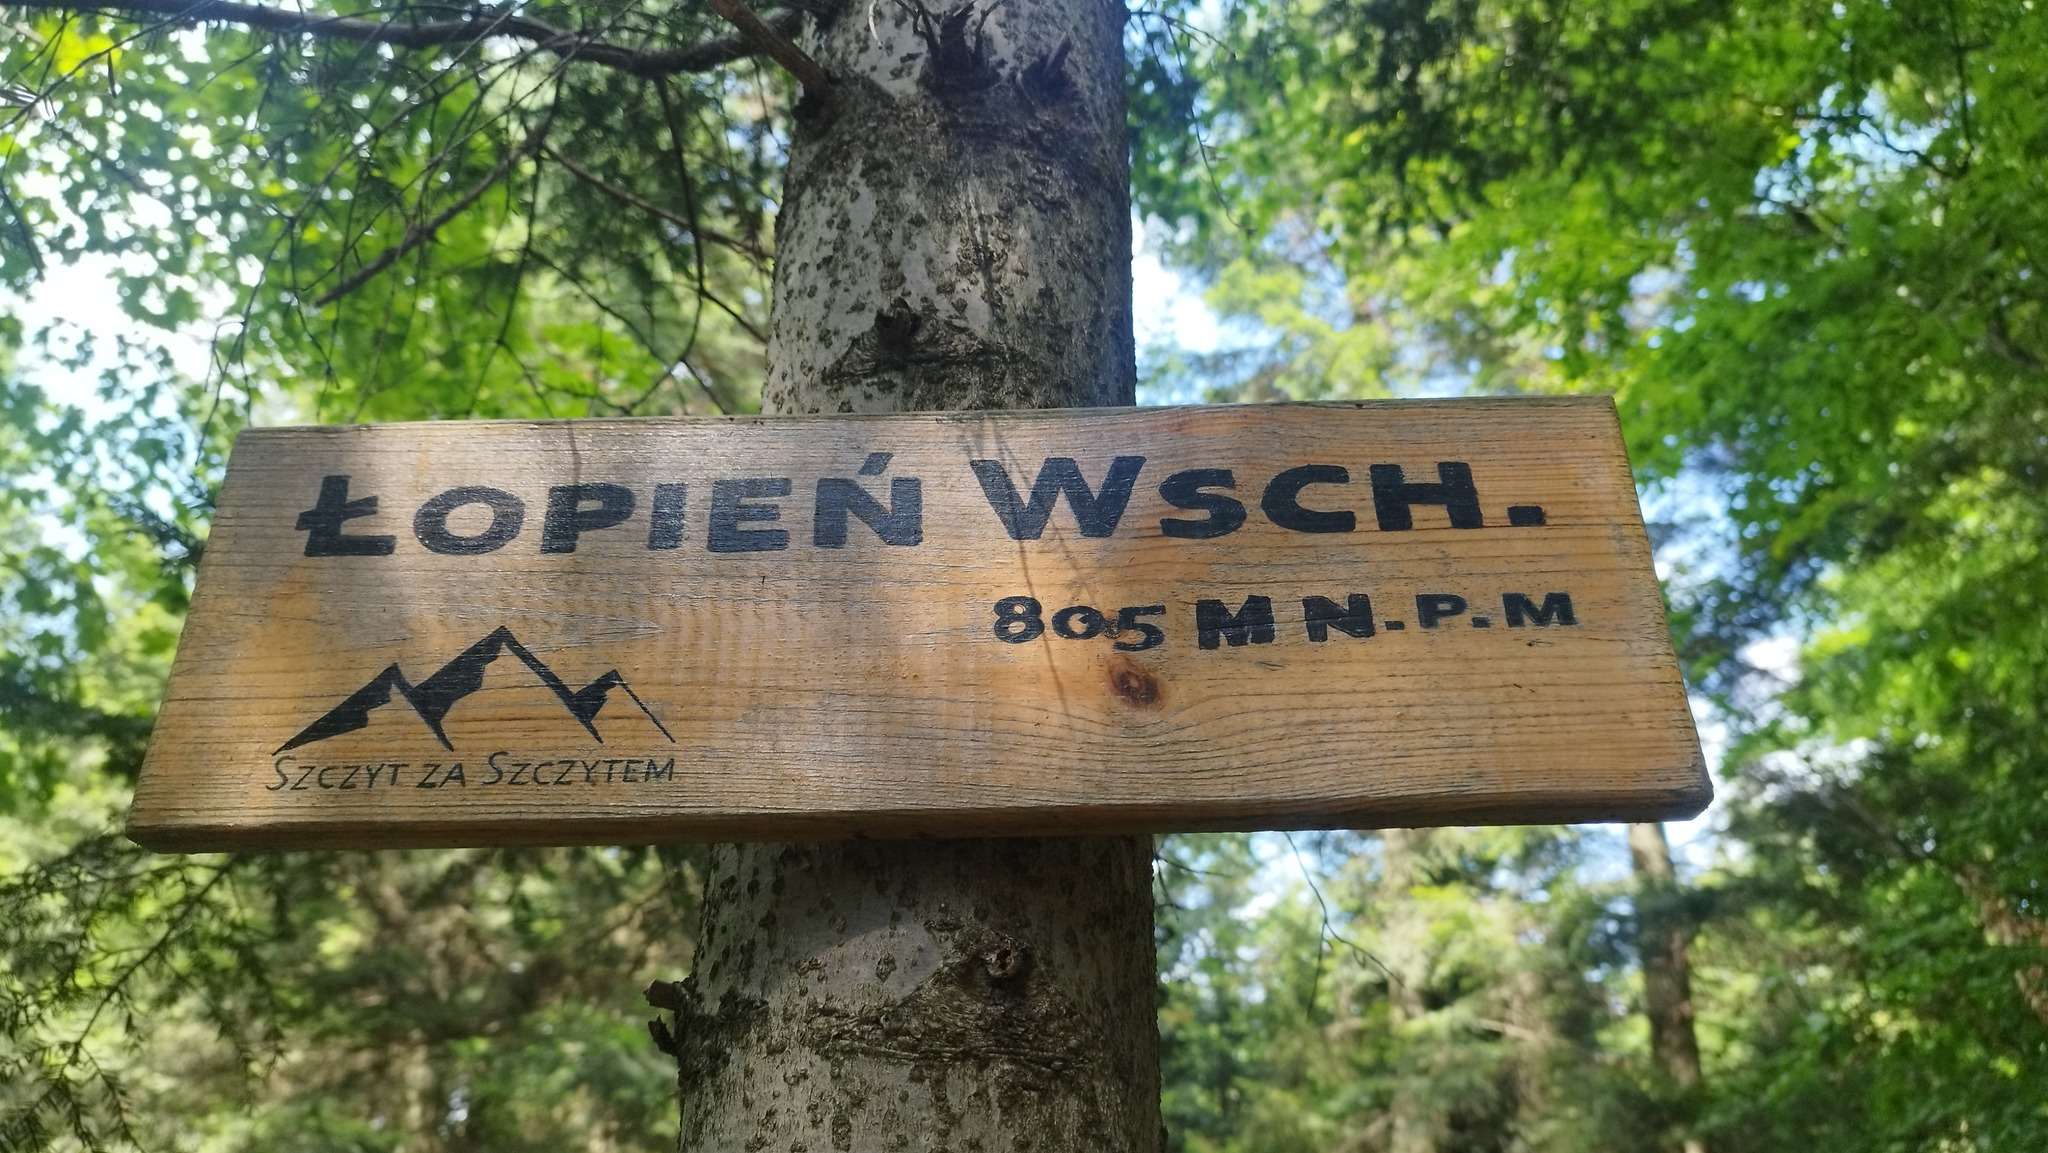 ŁOPIEŃ WSCH.
805 M N.P.M
SZCZYT ZA SZCZYTEM